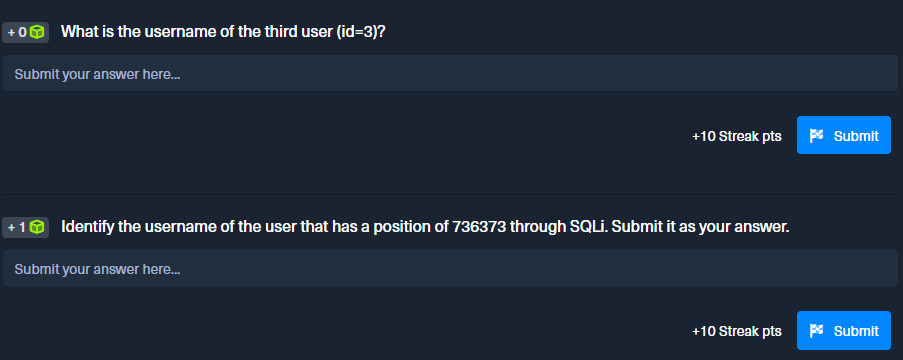 + 0 What is the username of the third user (id=3)?
Submit your answer here...
+10 Streak pts Submit
+ 1 Identify the username of the user that has a position of 736373 through SQLi. Submit it as your answer.
Submit your answer here...
+10 Streak pts Submit